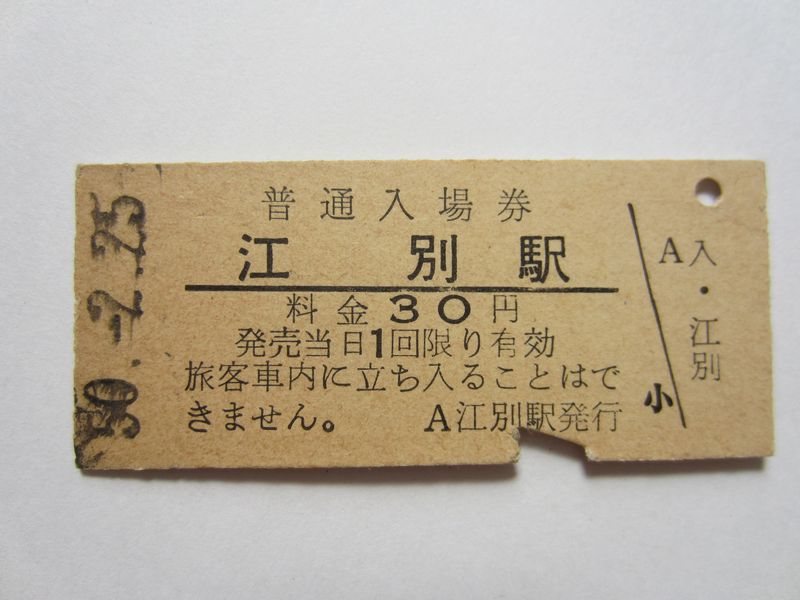 50.-2.25
普通入場券
江別駅
料金30円
発売当日1回限り有効
旅客車内に立ち入ることはで
きません。 A江別駅発行
小
A
入・江別